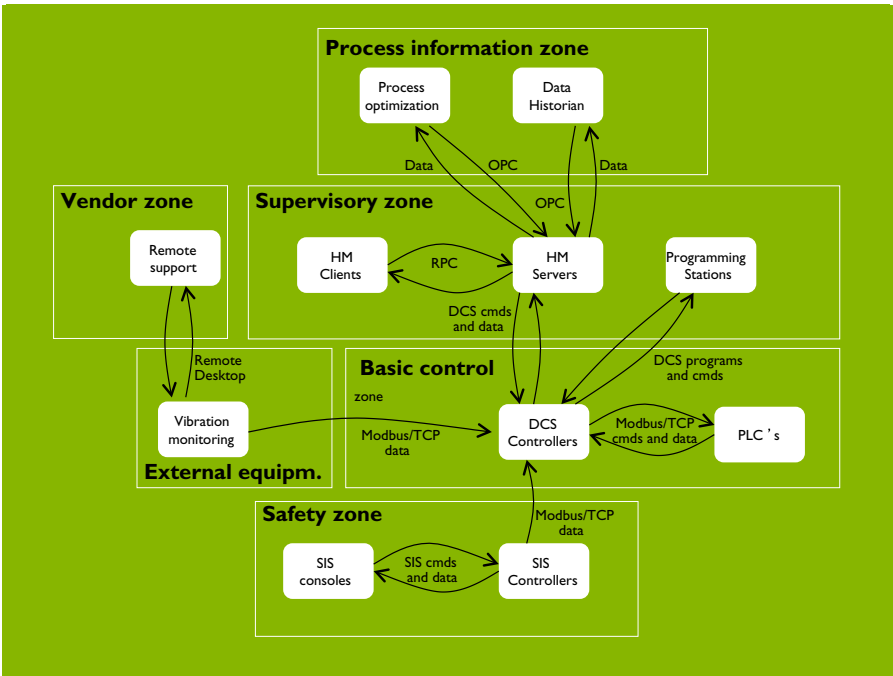 Process information zone
Process
optimization
Data
Historian
Data
OPC
Data
Vendor zone
Supervisory zone
OPC
Remote
support
HM
Clients
RPC
HM
Servers
Programming
Stations
DCS cmds
and data
Remote
Desktop
Basic control
zone
DCS programs
and cmds
Vibration
monitoring
Modbus/TCP
data
DCS
Controllers
Modbus/TCP
cmds and data
PLC ' s
External equipm.
Safety zone
Modbus/TCP
data
SIS
consoles
SIS cmds
and data
SIS
Controllers